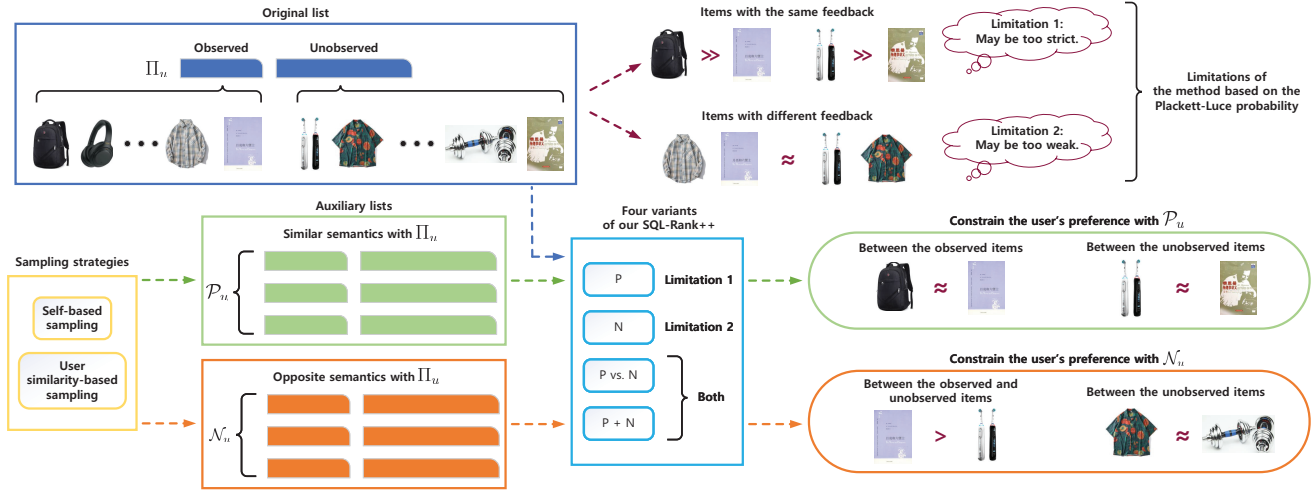 Original list
Observed
Unobserved
Π_u
Items with the same feedback
≫
≫
Limitation 1:
May be too strict.
Items with different feedback
≈
Limitation 2:
May be too weak.
Limitations of
the method based on the
Plackett-Luce probability
Sampling strategies
Self-based
sampling
User
similarity-based
sampling
Auxiliary lists
Similar semantics with Π_u
𝒫_u
Opposite semantics with Π_u
𝒩_u
Four variants
of our SQL-Rank++
P
Limitation 1
N
Limitation 2
P vs. N
P + N
Both
Constrain the user's preference with 𝒫_u
Between the observed items
≈
Between the unobserved items
≈
Constrain the user's preference with 𝒩_u
Between the observed and
unobserved items
>
Between the unobserved items
≈